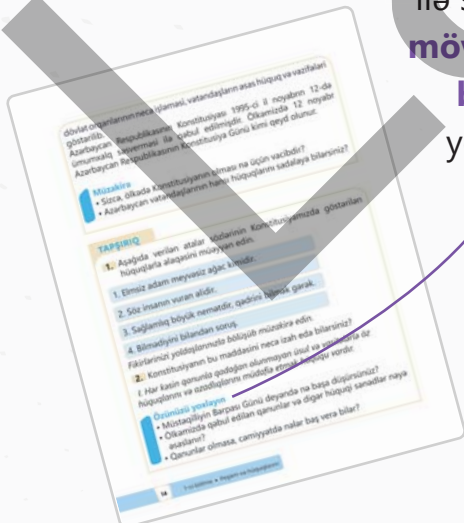 ilə s
möv
y
dövlət orqanlarının necə işləməsi, vətəndaşların əsas hüquq və vəzifələri
göstərilib.
Azərbaycan Respublikasının Konstitusiyası 1995-ci il noyabrın 12-də
ümumxalq səsverməsi ilə qəbul edilmişdir. Ölkəmizdə 12 noyabr
Azərbaycan Respublikasının Konstitusiya Günü kimi qeyd olunur.
Müzakirə
• Sizcə, ölkədə Konstitusiyanın olması nə üçün vacibdir?
• Azərbaycan vətəndaşlarının hansı hüquqlarını sadalaya bilərsiniz?
TAPŞIRIQ
1. Aşağıda verilən atalar sözlərinin Konstitusiyamızda göstərilən
hüquqlarla əlaqəsini müəyyən edin.
1. Elmsiz adam meyvəsiz ağac kimidir.
2. Söz insanın vuran əlidir.
3. Sağlamlıq böyük nemətdir, qədrini bilmək gərək.
4. Bilmədiyini biləndən soruş.
Fikirlərinizi yoldaşlarınızla bölüşüb müzakirə edin.
2. Konstitusiyanın bu maddəsini necə izah edə bilərsiniz?
I. Hər kəsin qanunla qadağan olunmayan üsul və vasitələrlə öz
hüquqlarını və azadlıqlarını müdafiə etmək hüququ vardır.
Özünüzü yoxlayın
• Müstəqilliyin Bərpası Günü deyəndə nə başa düşürsünüz?
• Ölkəmizdə qəbul edilən qanunlar və digər hüquqi sənədlər nəyə
əsaslanır?
• Qanunlar olmasa, cəmiyyətdə nələr baş verə bilər?
1-ci bölmə •